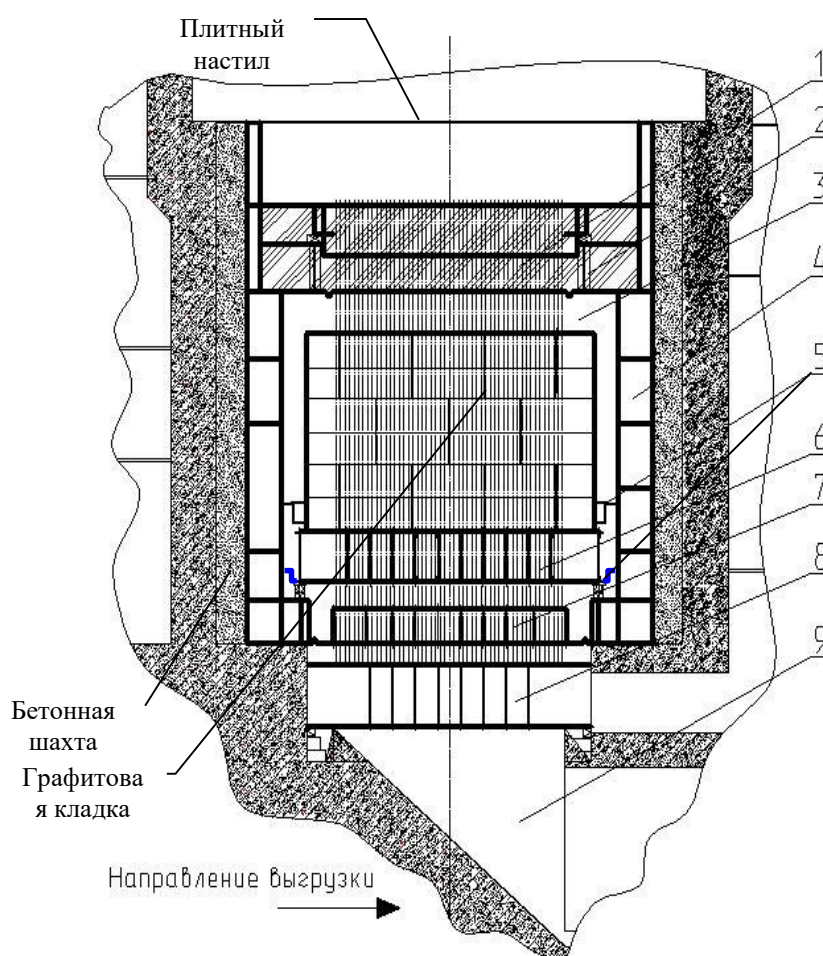 Плитный
настил
1
2
3
4
5
6
7
8
9
Бетонная
шахта
Графитова
я кладка
Направление выгрузки